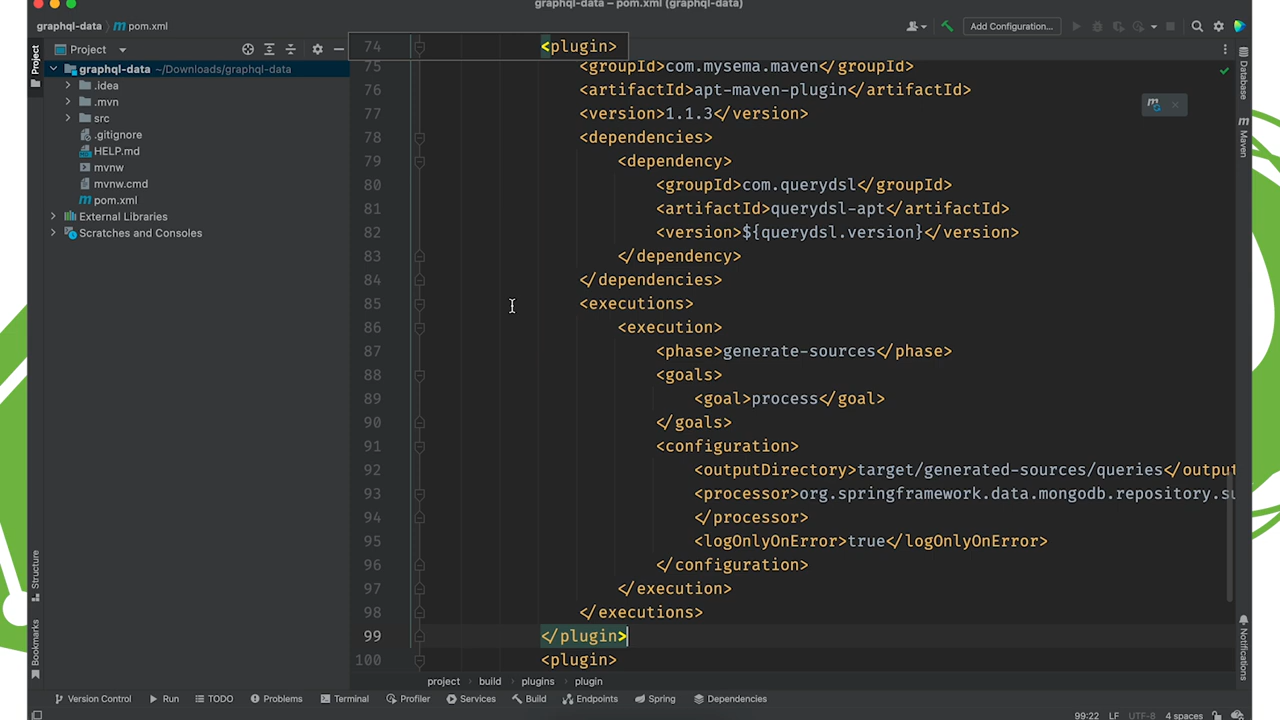 graphql-data – pom.xml (graphql-data)
graphql-data
pom.xml
Add Configuration...
Project
Project
graphql-data ~/Downloads/graphql-data
.idea
.mvn
src
.gitignore
HELP.md
mvnw
mvnw.cmd
m pom.xml
External Libraries
Scratches and Consoles
Structure
Bookmarks
74 <plugin>
75 <groupId>com.mysema.maven</groupId>
76 <artifactId>apt-maven-plugin</artifactId>
77 <version>1.1.3</version>
78 <dependencies>
79 <dependency>
80 <groupId>com.querydsl</groupId>
81 <artifactId>querydsl-apt</artifactId>
82 <version>${querydsl.version}</version>
83 </dependency>
84 </dependencies>
85 <executions>
86 <execution>
87 <phase>generate-sources</phase>
88 <goals>
89 <goal>process</goal>
90 </goals>
91 <configuration>
92 <outputDirectory>target/generated-sources/queries</output
93 <processor>org.springframework.data.mongodb.repository.su
94 </processor>
95 <logOnlyOnError>true</logOnlyOnError>
96 </configuration>
97 </execution>
98 </executions>
99 </plugin>
100 <plugin>
Database
m Maven
Notifications
project › build › plugins › plugin
Version Control Run TODO Problems Terminal Profiler Services Build Endpoints Spring Dependencies
99:22 LF UTF-8 4 spaces